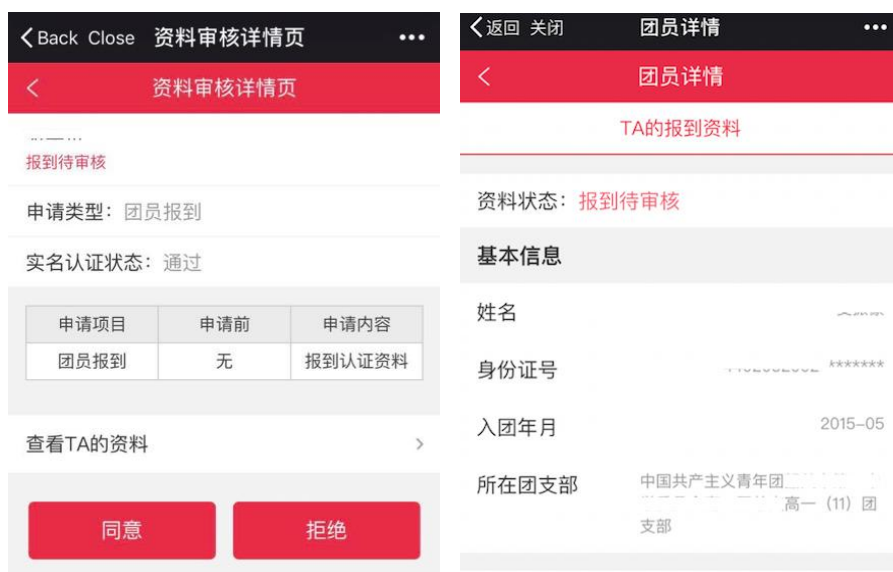 Back Close 资料审核详情页
资料审核详情页
报到待审核
申请类型：团员报到
实名认证状态：通过
申请项目 申请前 申请内容
团员报到 无 报到认证资料
查看TA的资料
同意 拒绝
返回 关闭 团员详情
团员详情
TA的报到资料
资料状态：报到待审核
基本信息
姓名
身份证号 *******
入团年月 2015-05
所在团支部 中国共产主义青年团
高一（11）团
支部